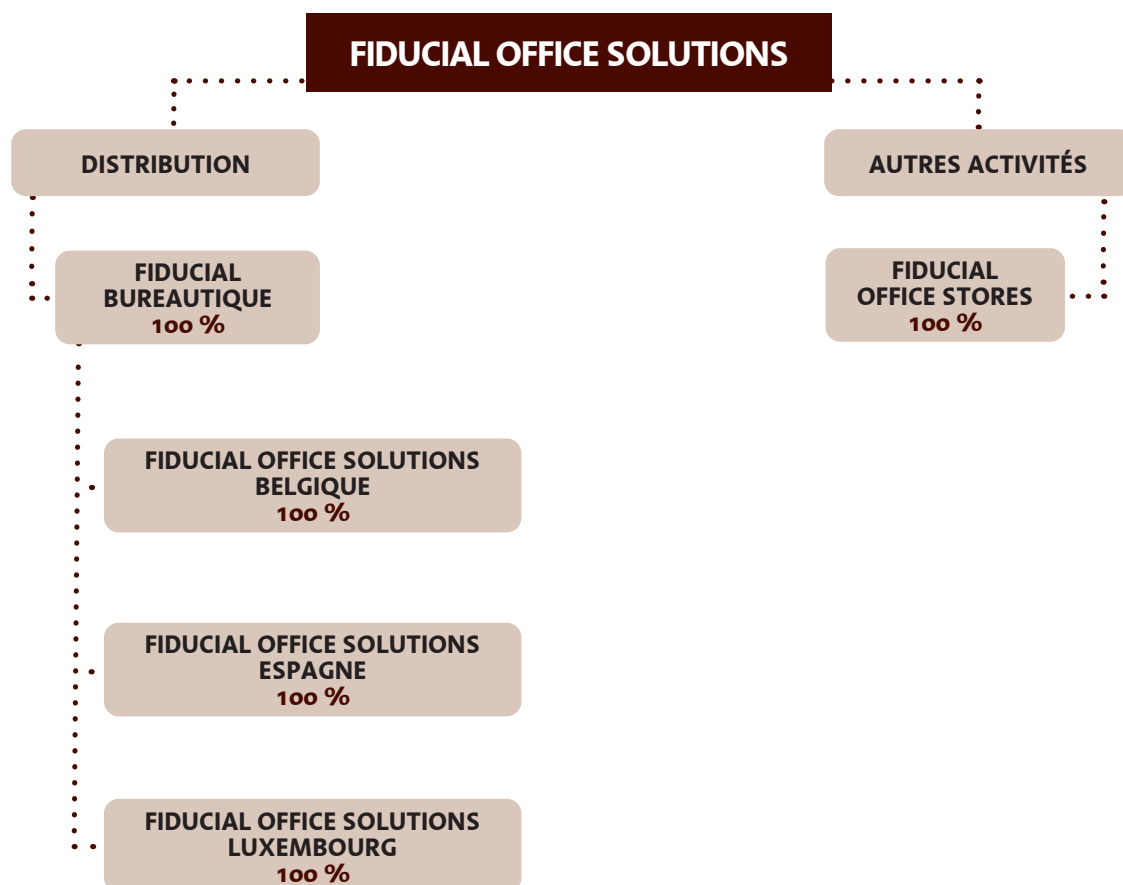 FIDUCIAL OFFICE SOLUTIONS
DISTRIBUTION
AUTRES ACTIVITÉS
FIDUCIAL
BUREAUTIQUE
100 %
FIDUCIAL
OFFICE STORES
100 %
FIDUCIAL OFFICE SOLUTIONS
BELGIQUE
100 %
FIDUCIAL OFFICE SOLUTIONS
ESPAGNE
100 %
FIDUCIAL OFFICE SOLUTIONS
LUXEMBOURG
100 %